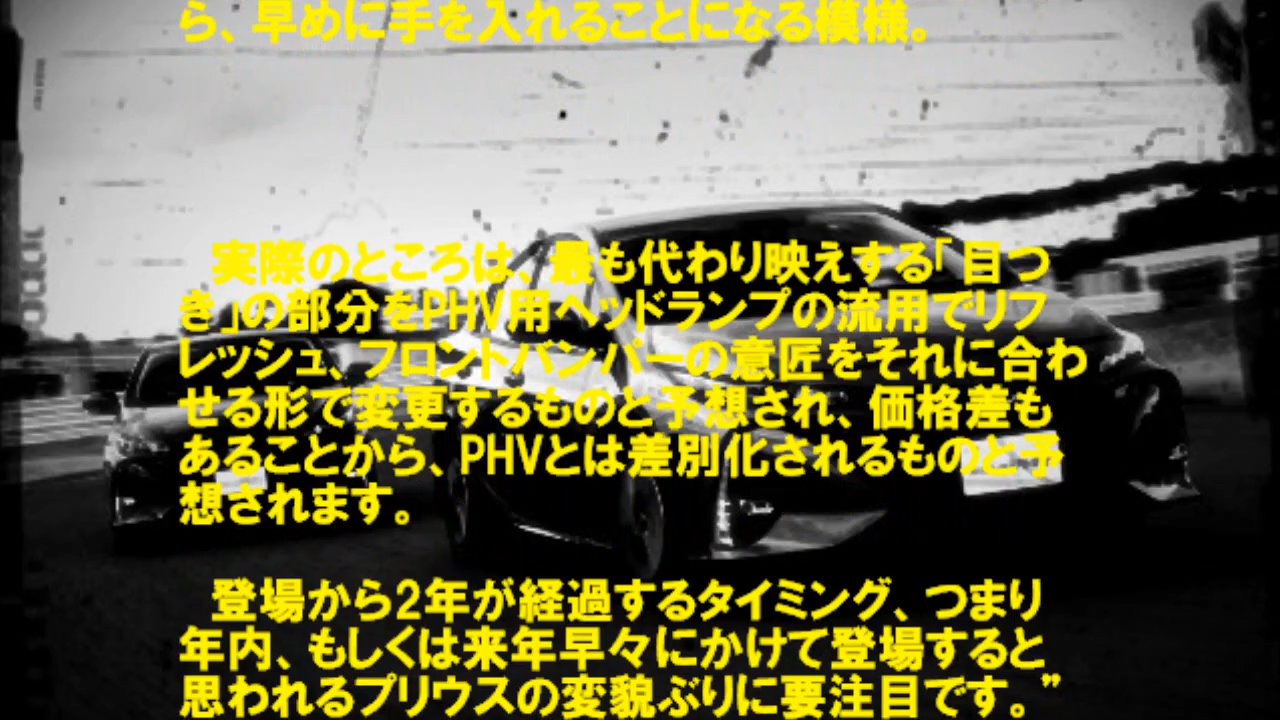 ら、早めに手を入れることになる模様。
実際のところは、最も代わり映えする「目つ
き」の部分をPHV用ヘッドランプの流用でリフ
レッシュ、フロントバンパーの意匠をそれに合わ
せる形で変更するものと予想され、価格差も
あることから、PHVとは差別化されるものと予
想されます。
登場から2年が経過するタイミング、つまり
年内、もしくは来年早々にかけて登場すると
思われるプリウスの変貌ぶりに要注目です。”